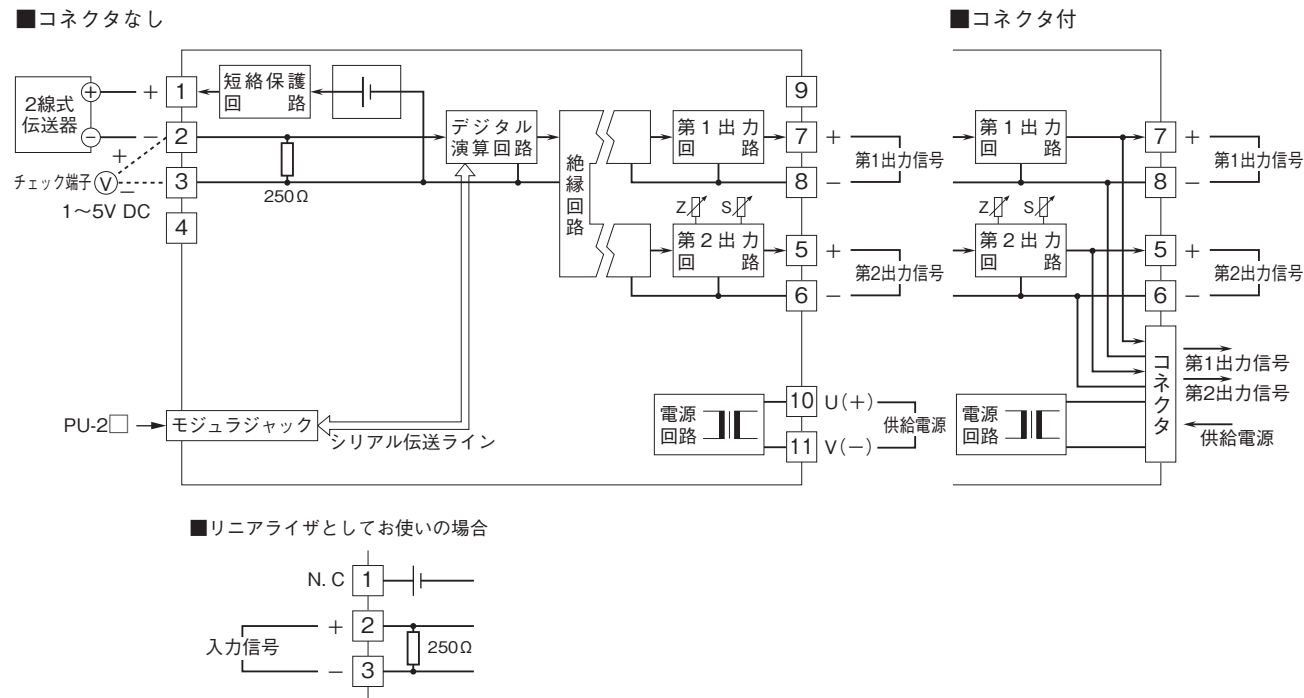 ■コネクタなし
2線式
伝送器
+
−
+
−
1
2
3
4
短絡保護
回路
+
−
チェック端子
V
1〜5V DC
250Ω
デジタル
演算回路
絶縁回路
第1出力
回路
Z
S
第2出力
回路
9
7
8
5
6
+
第1出力信号
−
+
第2出力信号
−
PU-2□
モジュラジャック
シリアル伝送ライン
電源
回路
10
11
U(+)
V(−)
供給電源
■コネクタ付
第1出力
回路
Z
S
第2出力
回路
7
8
5
6
+
第1出力信号
−
+
第2出力信号
−
コネクタ
第1出力信号
第2出力信号
供給電源
電源
回路
■リニアライザとしてお使いの場合
N. C
1
入力信号
+
2
−
3
250Ω